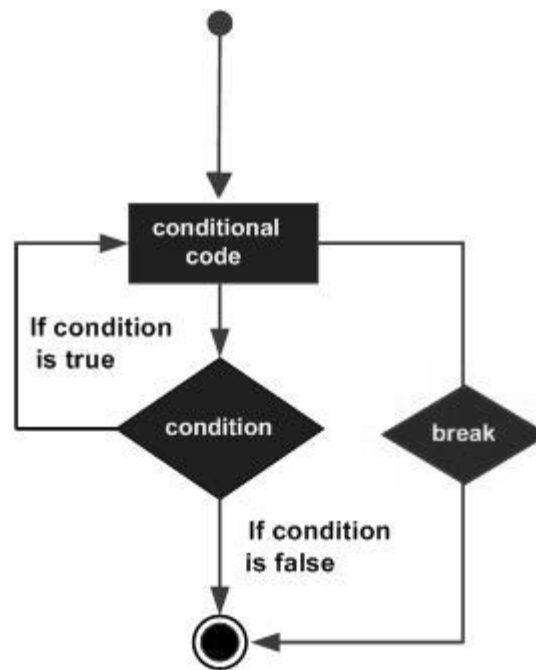 conditional
code
If condition
is true
condition
break
If condition
is false